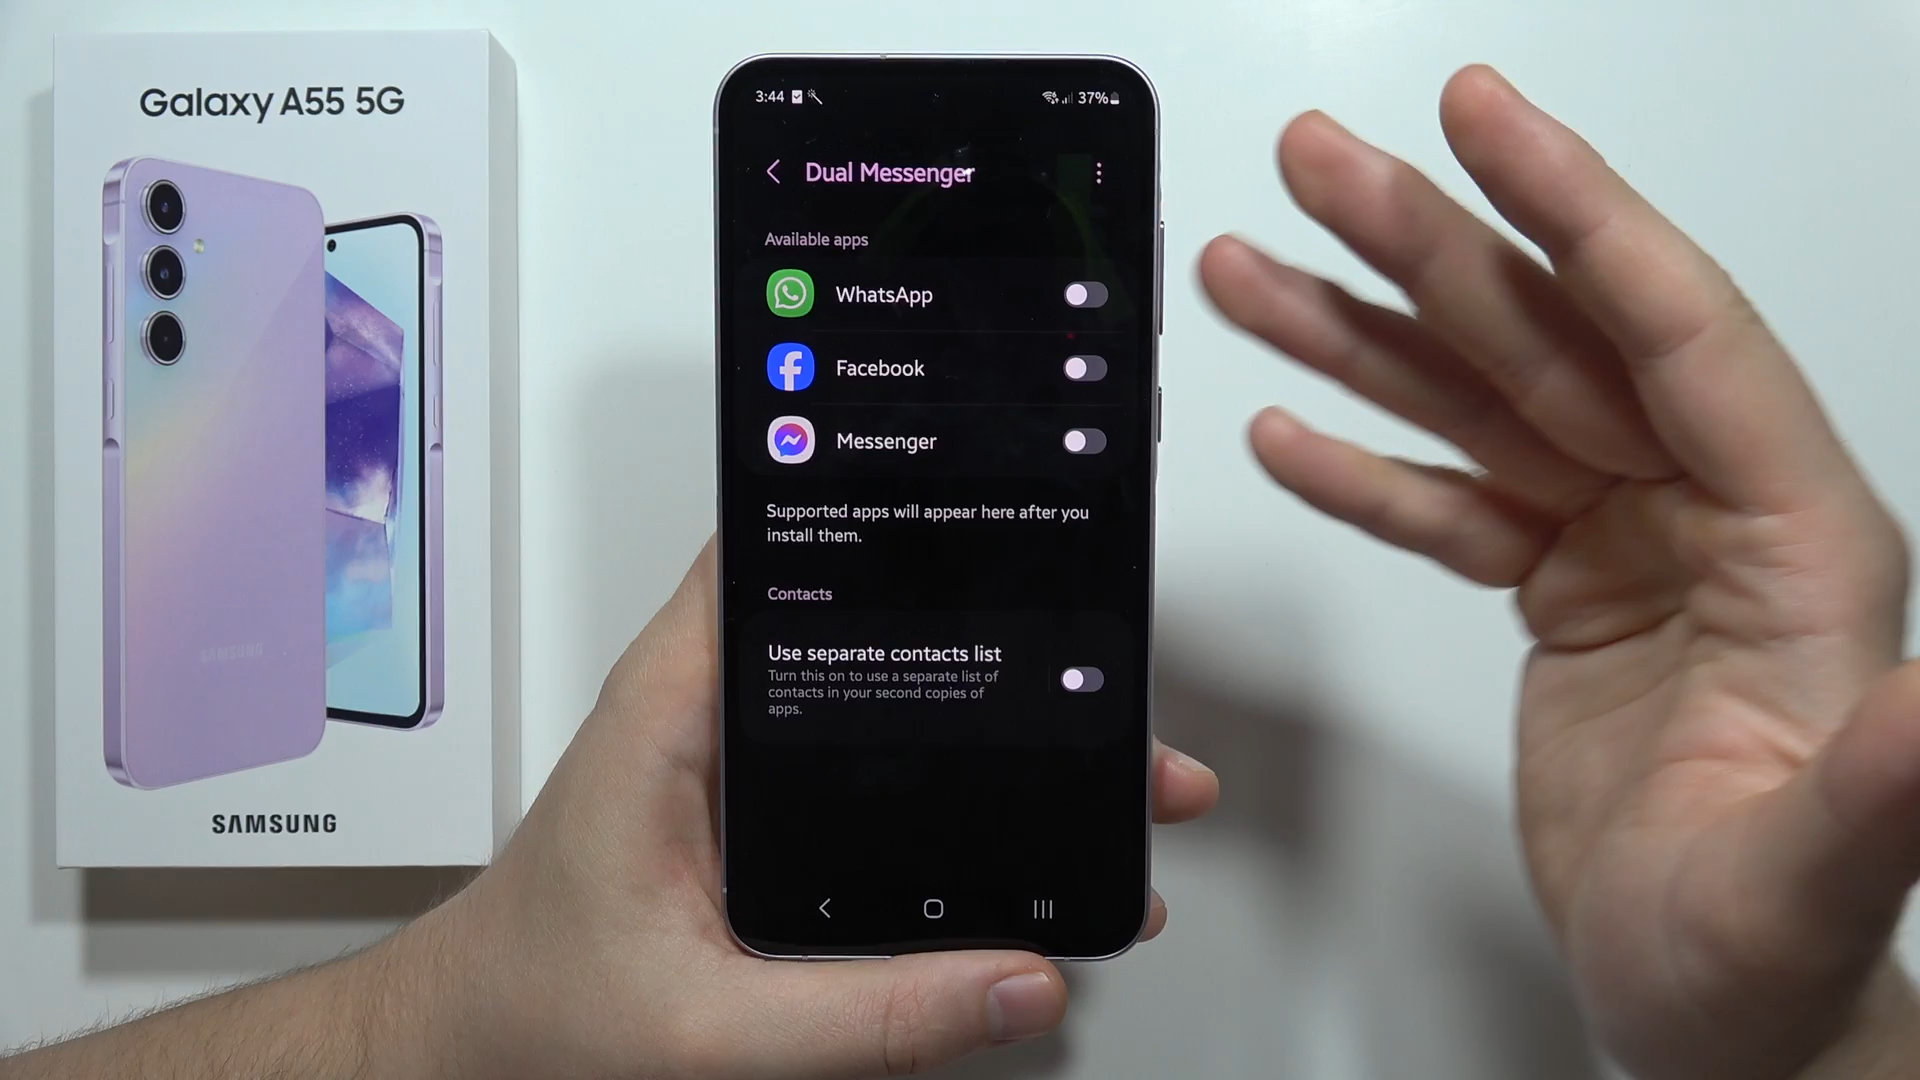 Galaxy A55 5G
SAMSUNG
SAMSUNG
3:44
37%
Dual Messenger
Available apps
WhatsApp
Facebook
Messenger
Supported apps will appear here after you
install them.
Contacts
Use separate contacts list
Turn this on to use a separate list of
contacts in your second copies of
apps.